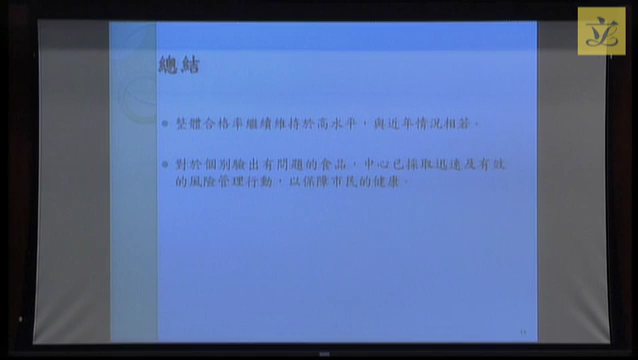 總結
整體合格率繼續維持於高水平，與近年情況相若。
對於個別驗出有問題的食品，中心已採取迅速及有效
的風險管理行動，以保障市民的健康。